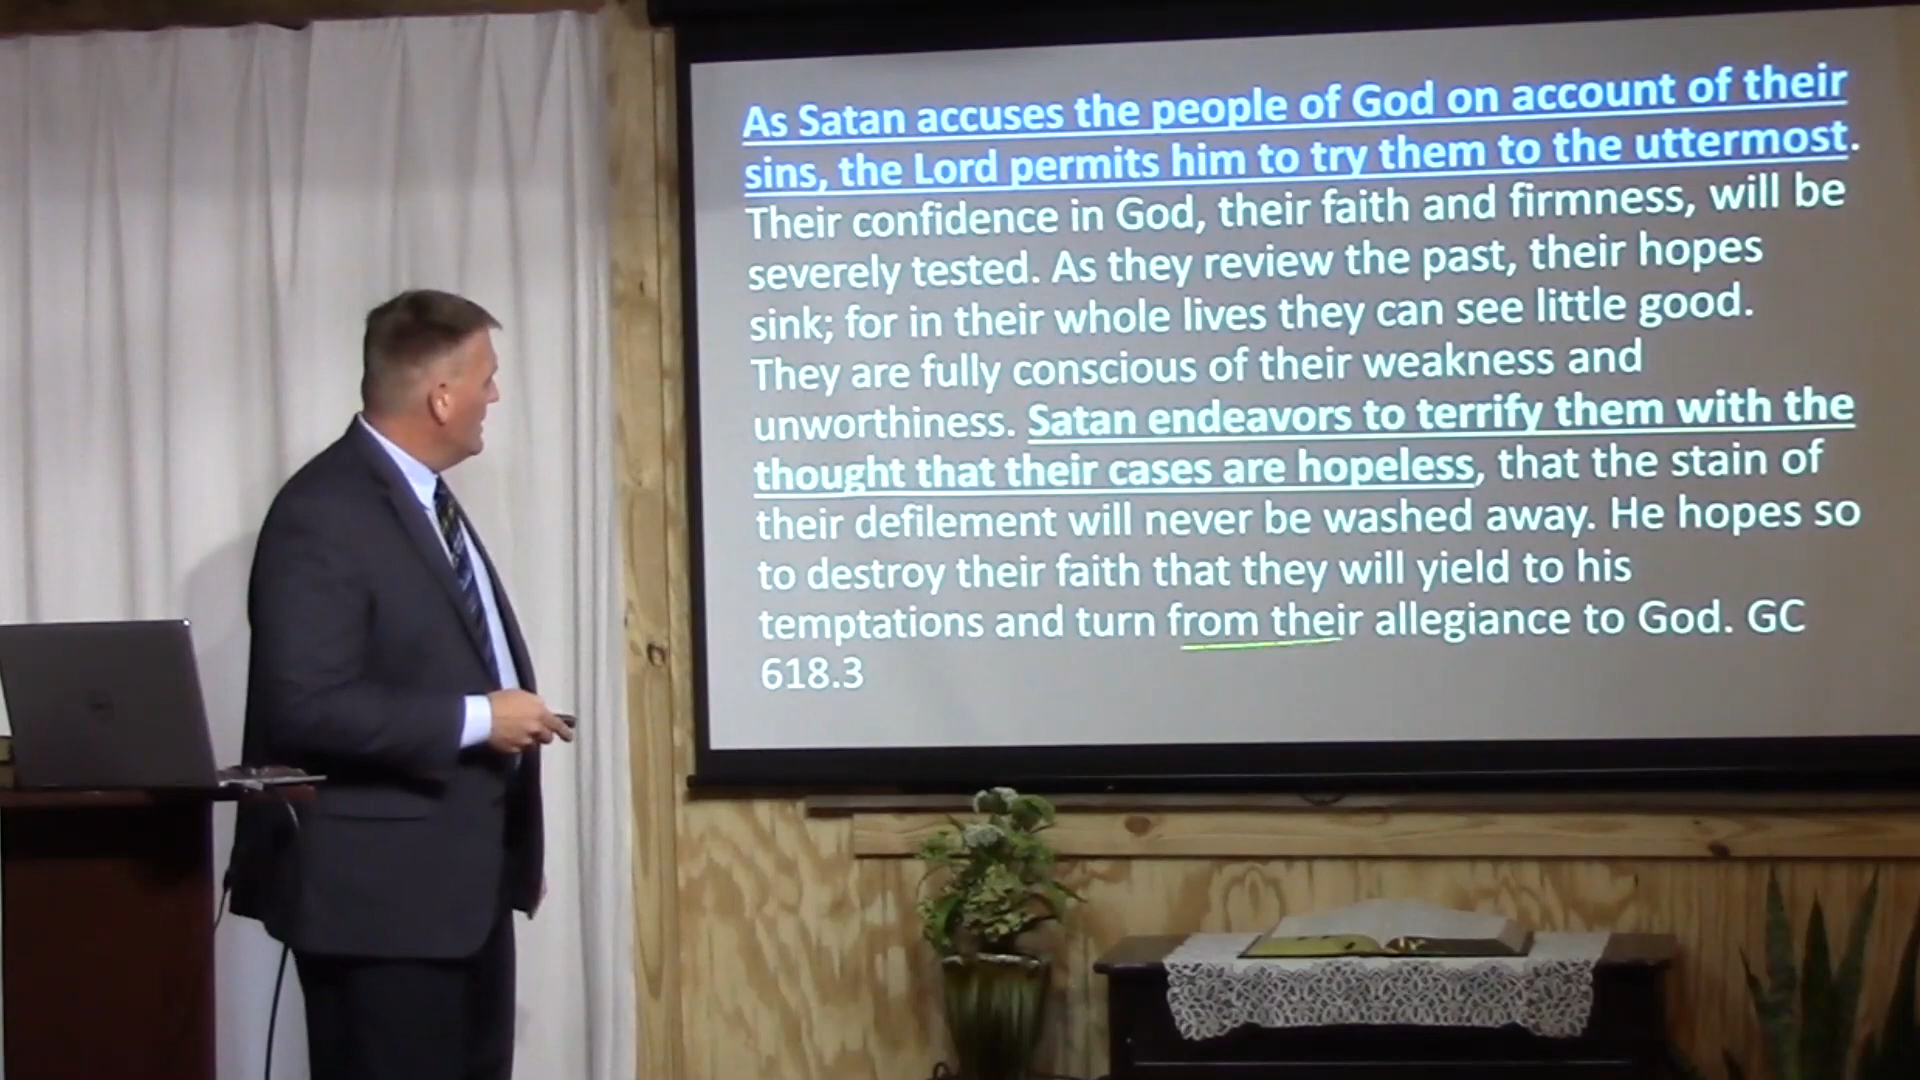 As Satan accuses the people of God on account of their
sins, the Lord permits him to try them to the uttermost.
Their confidence in God, their faith and firmness, will be
severely tested. As they review the past, their hopes
sink; for in their whole lives they can see little good.
They are fully conscious of their weakness and
unworthiness. Satan endeavors to terrify them with the
thought that their cases are hopeless, that the stain of
their defilement will never be washed away. He hopes so
to destroy their faith that they will yield to his
temptations and turn from their allegiance to God. GC
618.3